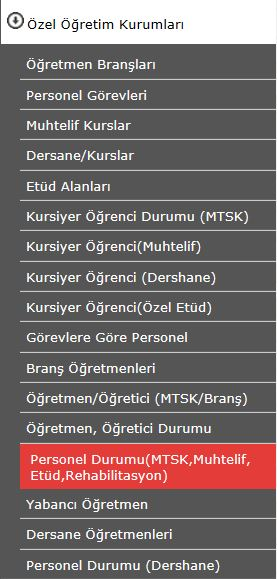 Özel Öğretim Kurumları
Öğretmen Branşları
Personel Görevleri
Muhtelif Kurslar
Dersane/Kurslar
Etüd Alanları
Kursiyer Öğrenci Durumu (MTSK)
Kursiyer Öğrenci(Muhtelif)
Kursiyer Öğrenci (Dershane)
Kursiyer Öğrenci(Özel Etüd)
Görevlere Göre Personel
Branş Öğretmenleri
Öğretmen/Öğretici (MTSK/Branş)
Öğretmen, Öğretici Durumu
Personel Durumu(MTSK,Muhtelif,
Etüd,Rehabilitasyon)
Yabancı Öğretmen
Dersane Öğretmenleri
Personel Durumu (Dershane)